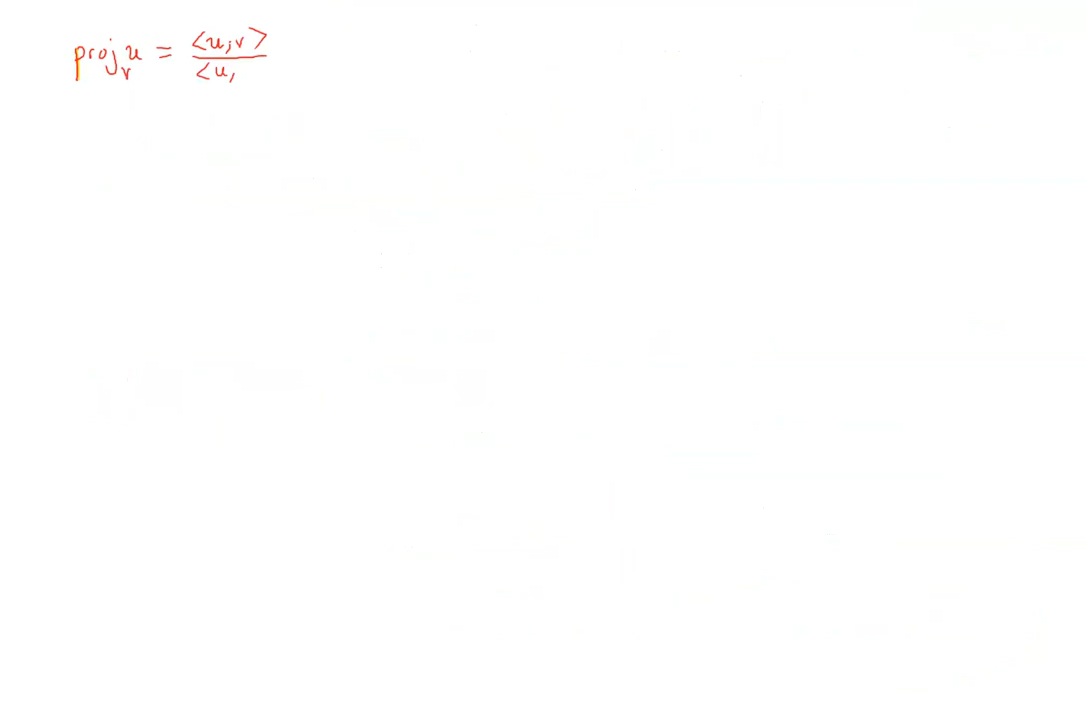 proj_v u = <u,v> / <u,